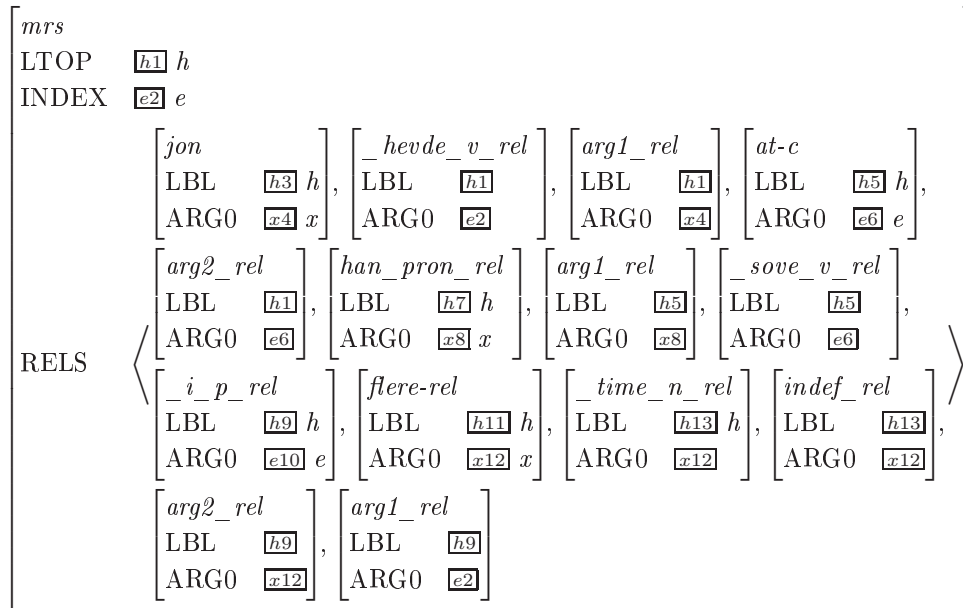 mrs
LTOP h1 h
INDEX e2 e
jon _hevde_v_rel arg1_rel at-c
LBL h3 h , LBL h1 , LBL h1 , LBL h5 h ,
ARG0 x4 x ARG0 e2 ARG0 x4 ARG0 e6 e
arg2_rel han_pron_rel arg1_rel _sove_v_rel
LBL h1 , LBL h7 h , LBL h5 , LBL h5 ,
ARG0 e6 ARG0 x8 x ARG0 x8 ARG0 e6
RELS ⟨ ⟩
_i_p_rel flere-rel _time_n_rel indef_rel
LBL h9 h , LBL h11 h , LBL h13 h , LBL h13 ,
ARG0 e10 e ARG0 x12 x ARG0 x12 ARG0 x12
arg2_rel arg1_rel
LBL h9 , LBL h9
ARG0 x12 ARG0 e2